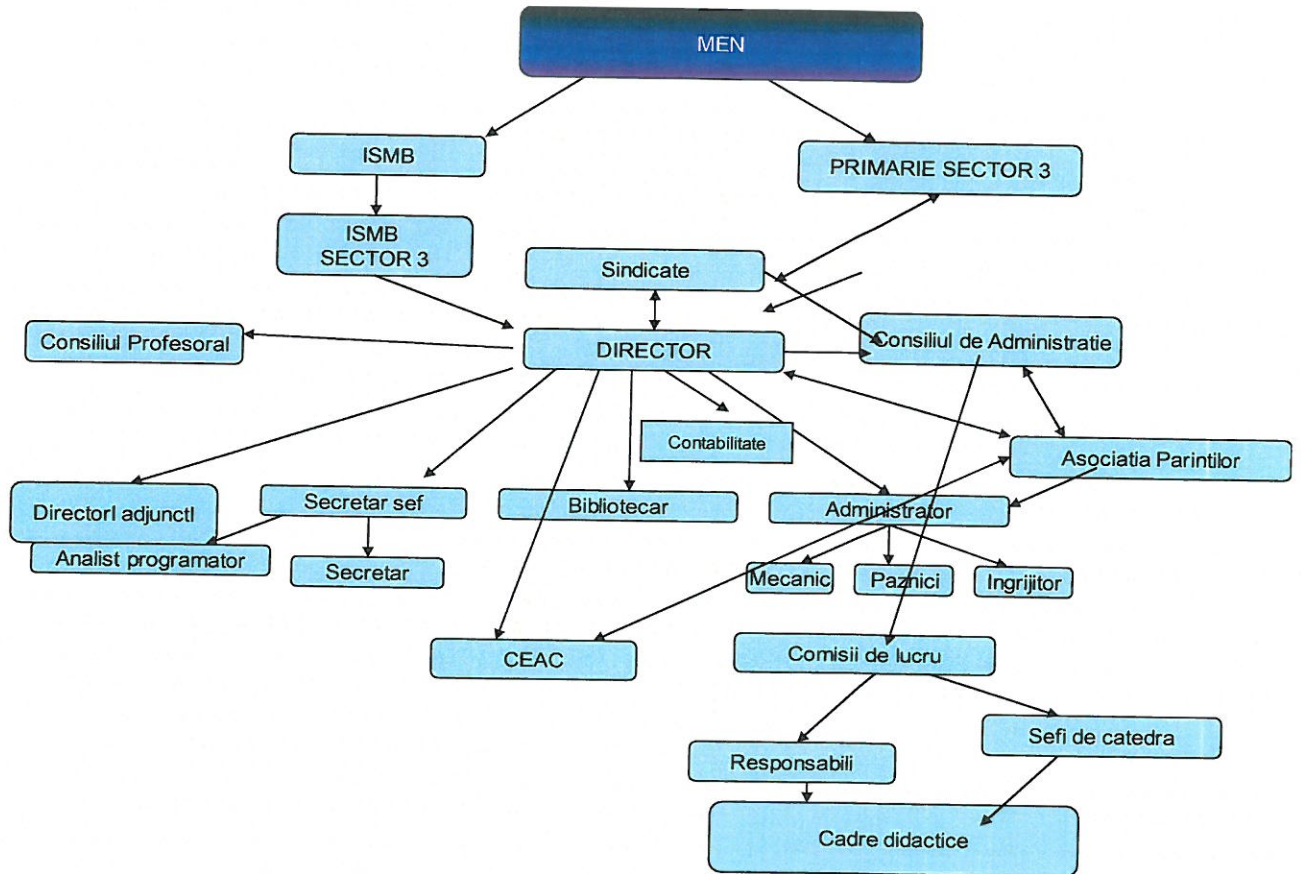 MEN
ISMB
PRIMARIE SECTOR 3
ISMB
SECTOR 3
Sindicate
Consiliul Profesoral
DIRECTOR
Consiliul de Administratie
Contabilitate
Asociatia Parintilor
DirectorI adjunctI
Secretar sef
Bibliotecar
Administrator
Analist programator
Secretar
Mecanic
Paznici
Ingrijitor
CEAC
Comisii de lucru
Sefi de catedra
Responsabili
Cadre didactice